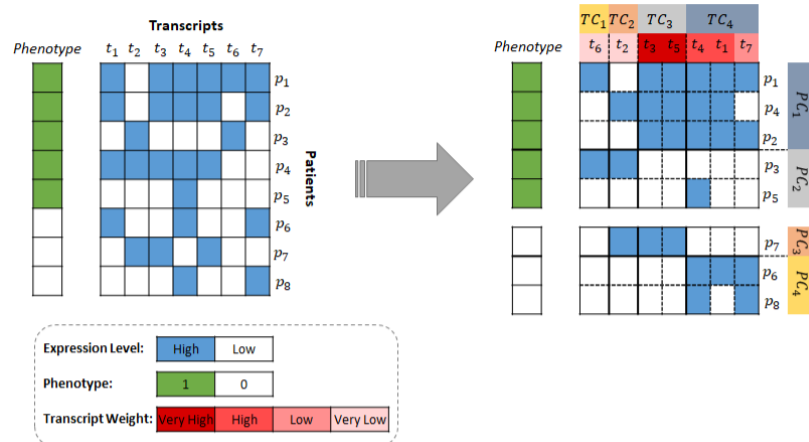 Transcripts
Phenotype
t₁ t₂ t₃ t₄ t₅ t₆ t₇
p₁
p₂
p₃
p₄
p₅
p₆
p₇
p₈
Patients
TC₁ TC₂ TC₃ TC₄
Phenotype
t₆ t₂ t₃ t₅ t₄ t₁ t₇
p₁
p₄
p₂
p₃
p₅
p₇
p₆
p₈
PC₁
PC₂
PC₃
PC₄
Expression Level: High Low
Phenotype: 1 0
Transcript Weight: Very High High Low Very Low